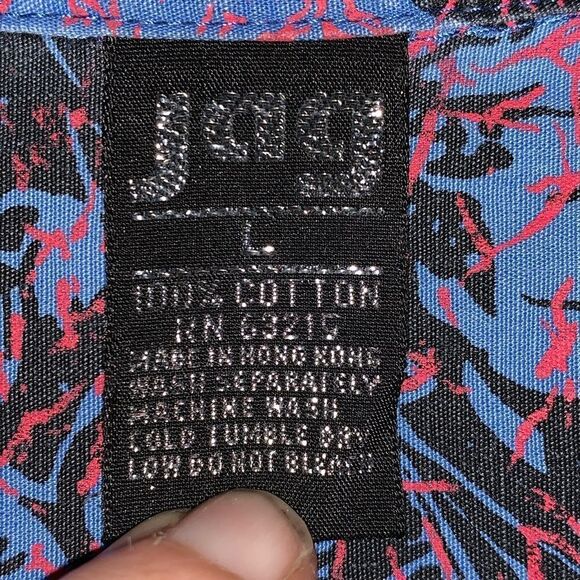 jag
L
100% COTTON
RN 63215
MADE IN HONG KONG
WASH SEPARATELY
MACHINE WASH
COLD TUMBLE DRY
LOW DO NOT BLEACH